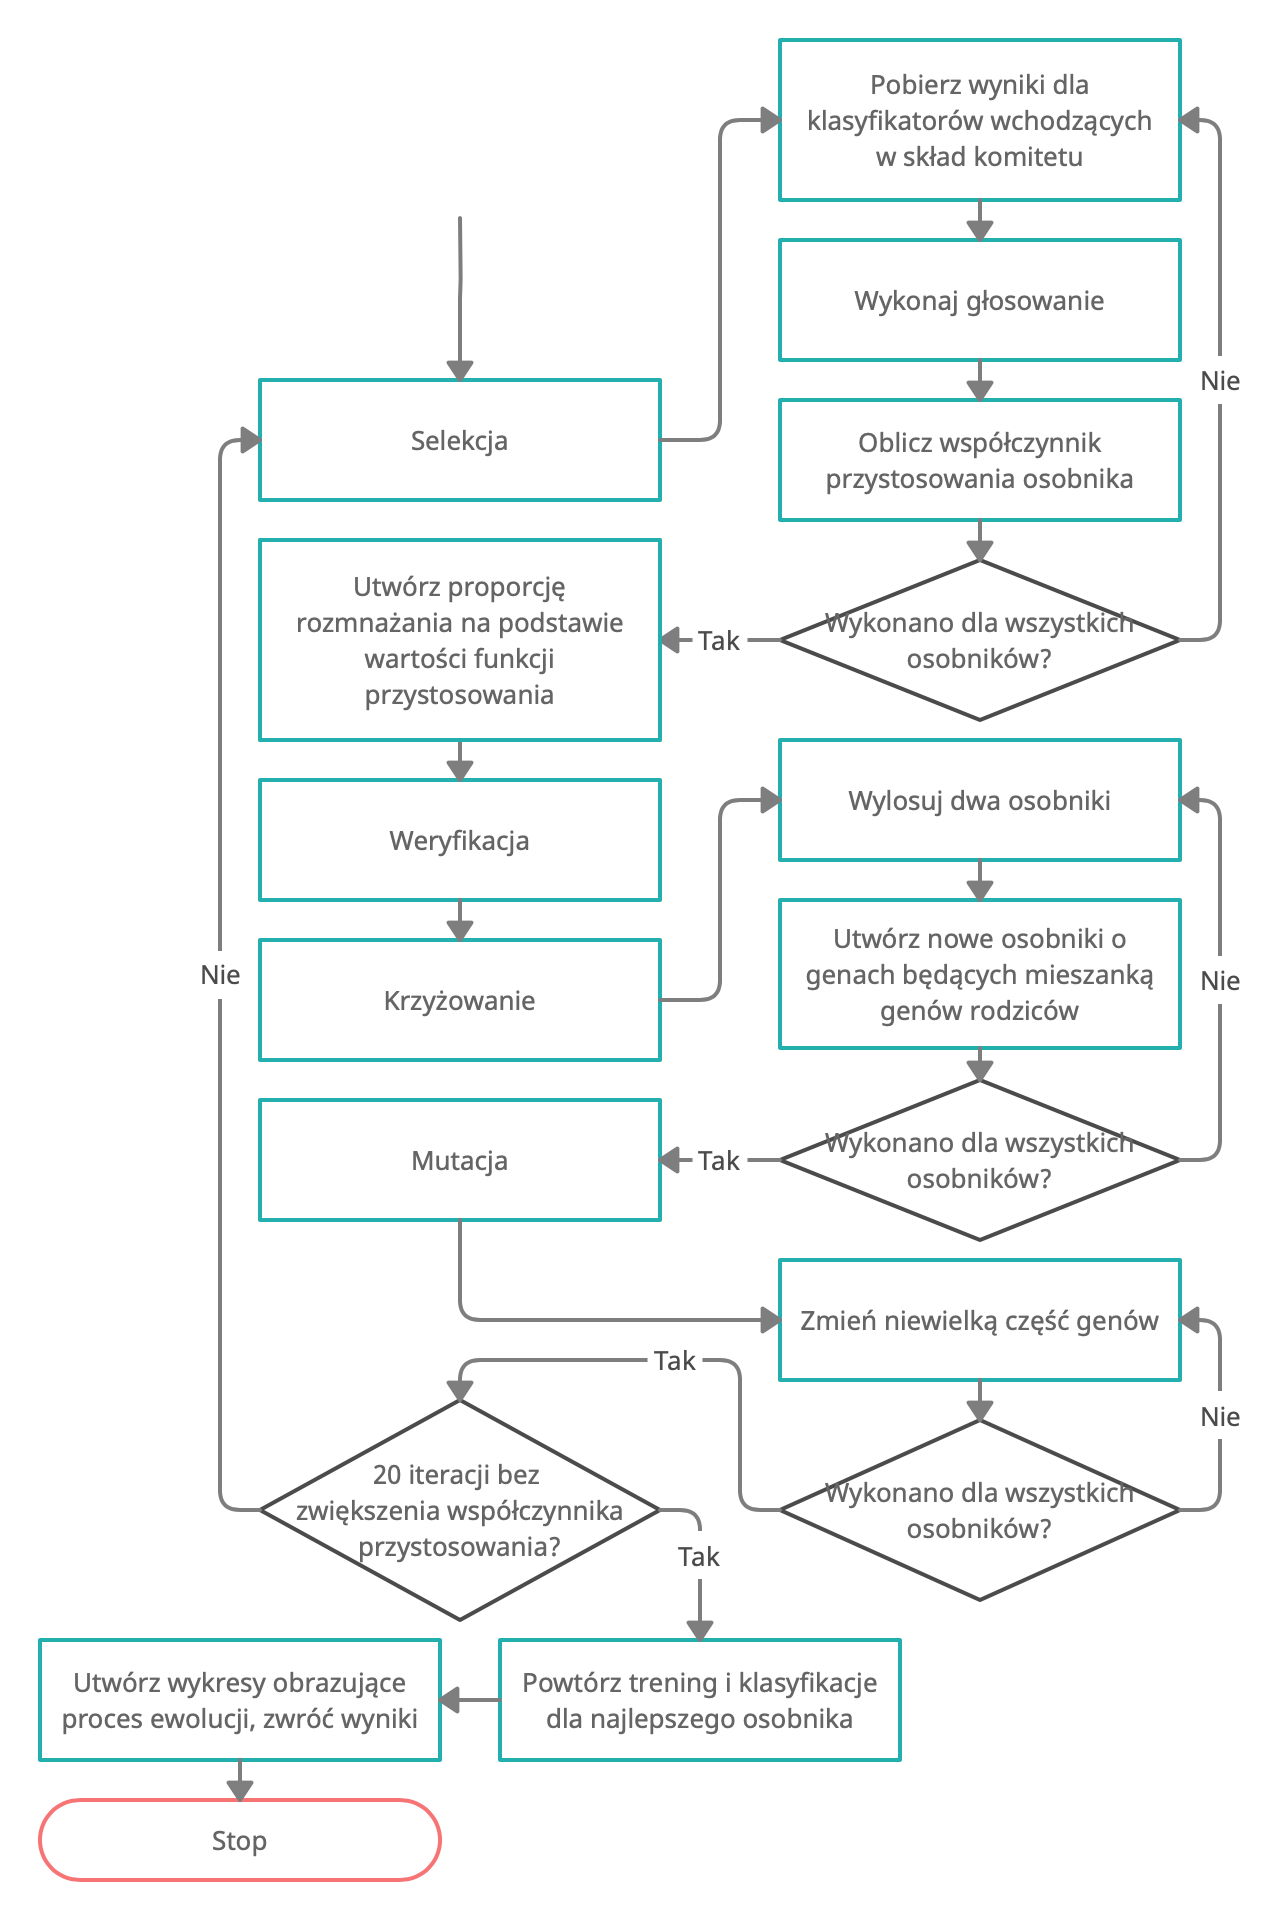 Pobierz wyniki dla
klasyfikatorów wchodzących
w skład komitetu
Wykonaj głosowanie
Nie
Selekcja
Oblicz współczynnik
przystosowania osobnika
Utwórz proporcję
rozmnażania na podstawie
wartości funkcji
przystosowania
Tak
Wykonano dla wszystkich
osobników?
Weryfikacja
Wylosuj dwa osobniki
Nie
Krzyżowanie
Utwórz nowe osobniki o
genach będących mieszanką
genów rodziców
Nie
Mutacja
Tak
Wykonano dla wszystkich
osobników?
Zmień niewielką część genów
Tak
Nie
20 iteracji bez
zwiększenia współczynnika
przystosowania?
Wykonano dla wszystkich
osobników?
Tak
Utwórz wykresy obrazujące
proces ewolucji, zwróć wyniki
Powtórz trening i klasyfikacje
dla najlepszego osobnika
Stop